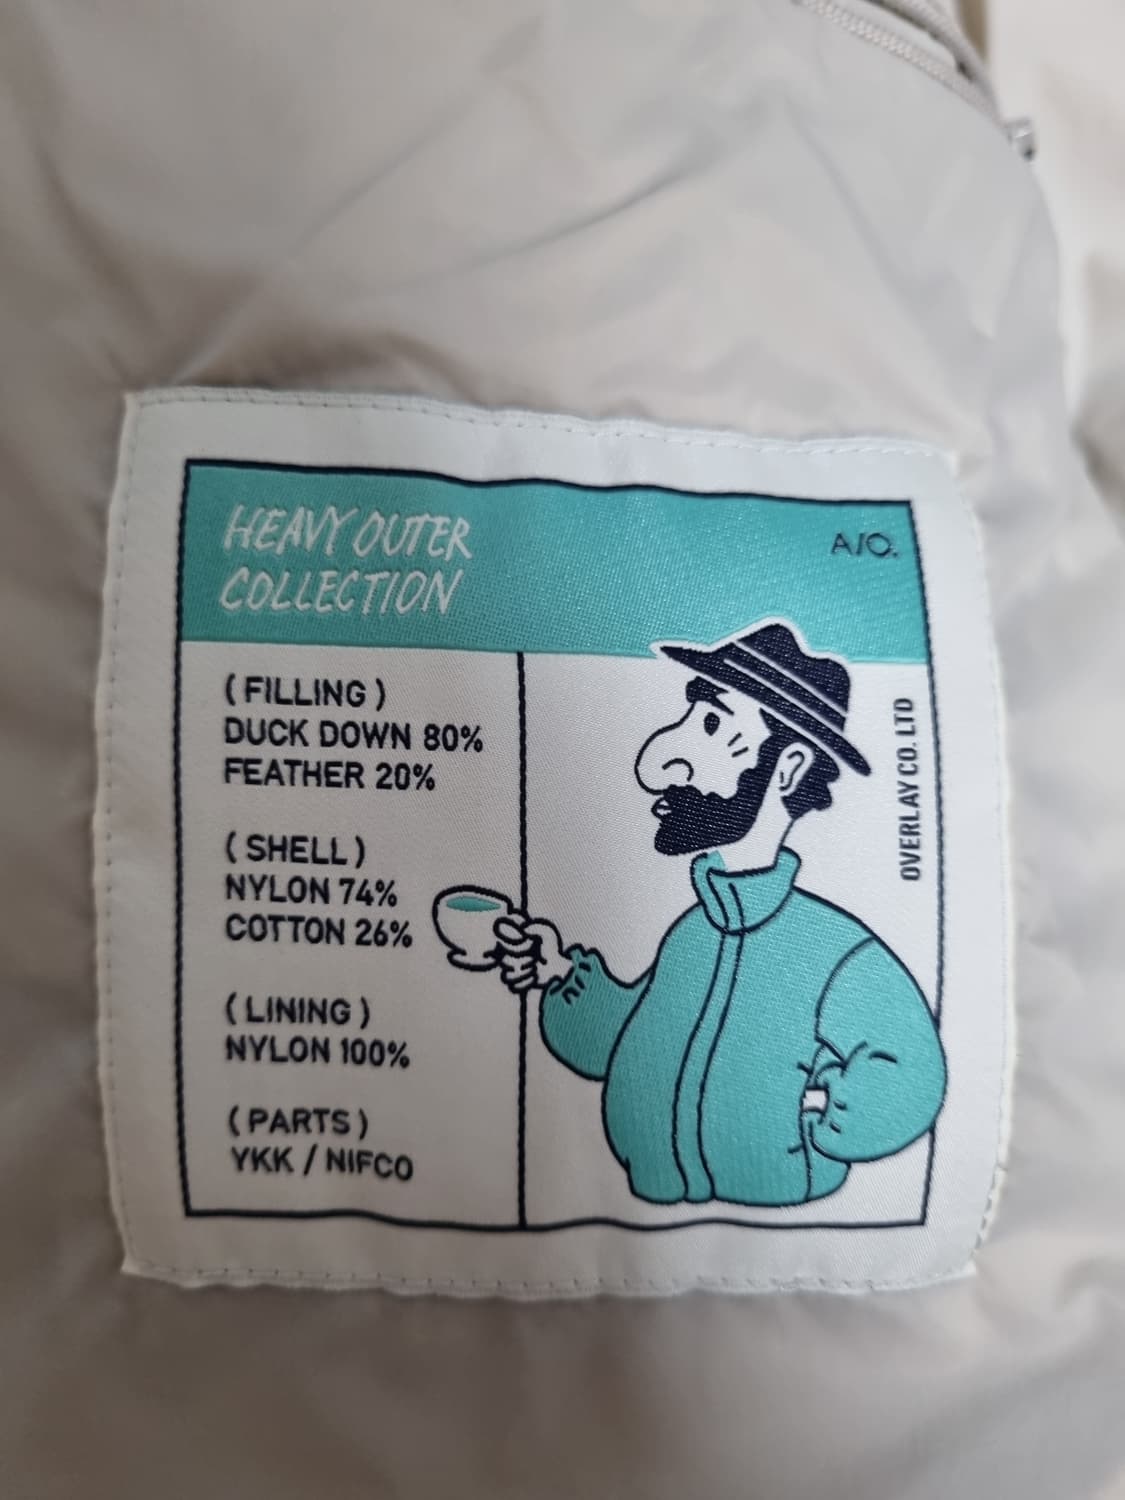 HEAVY OUTER
COLLECTION
A/O.
( FILLING )
DUCK DOWN 80%
FEATHER 20%
( SHELL )
NYLON 74%
COTTON 26%
( LINING )
NYLON 100%
( PARTS )
YKK / NIFCO
OVERLAY CO. LTD